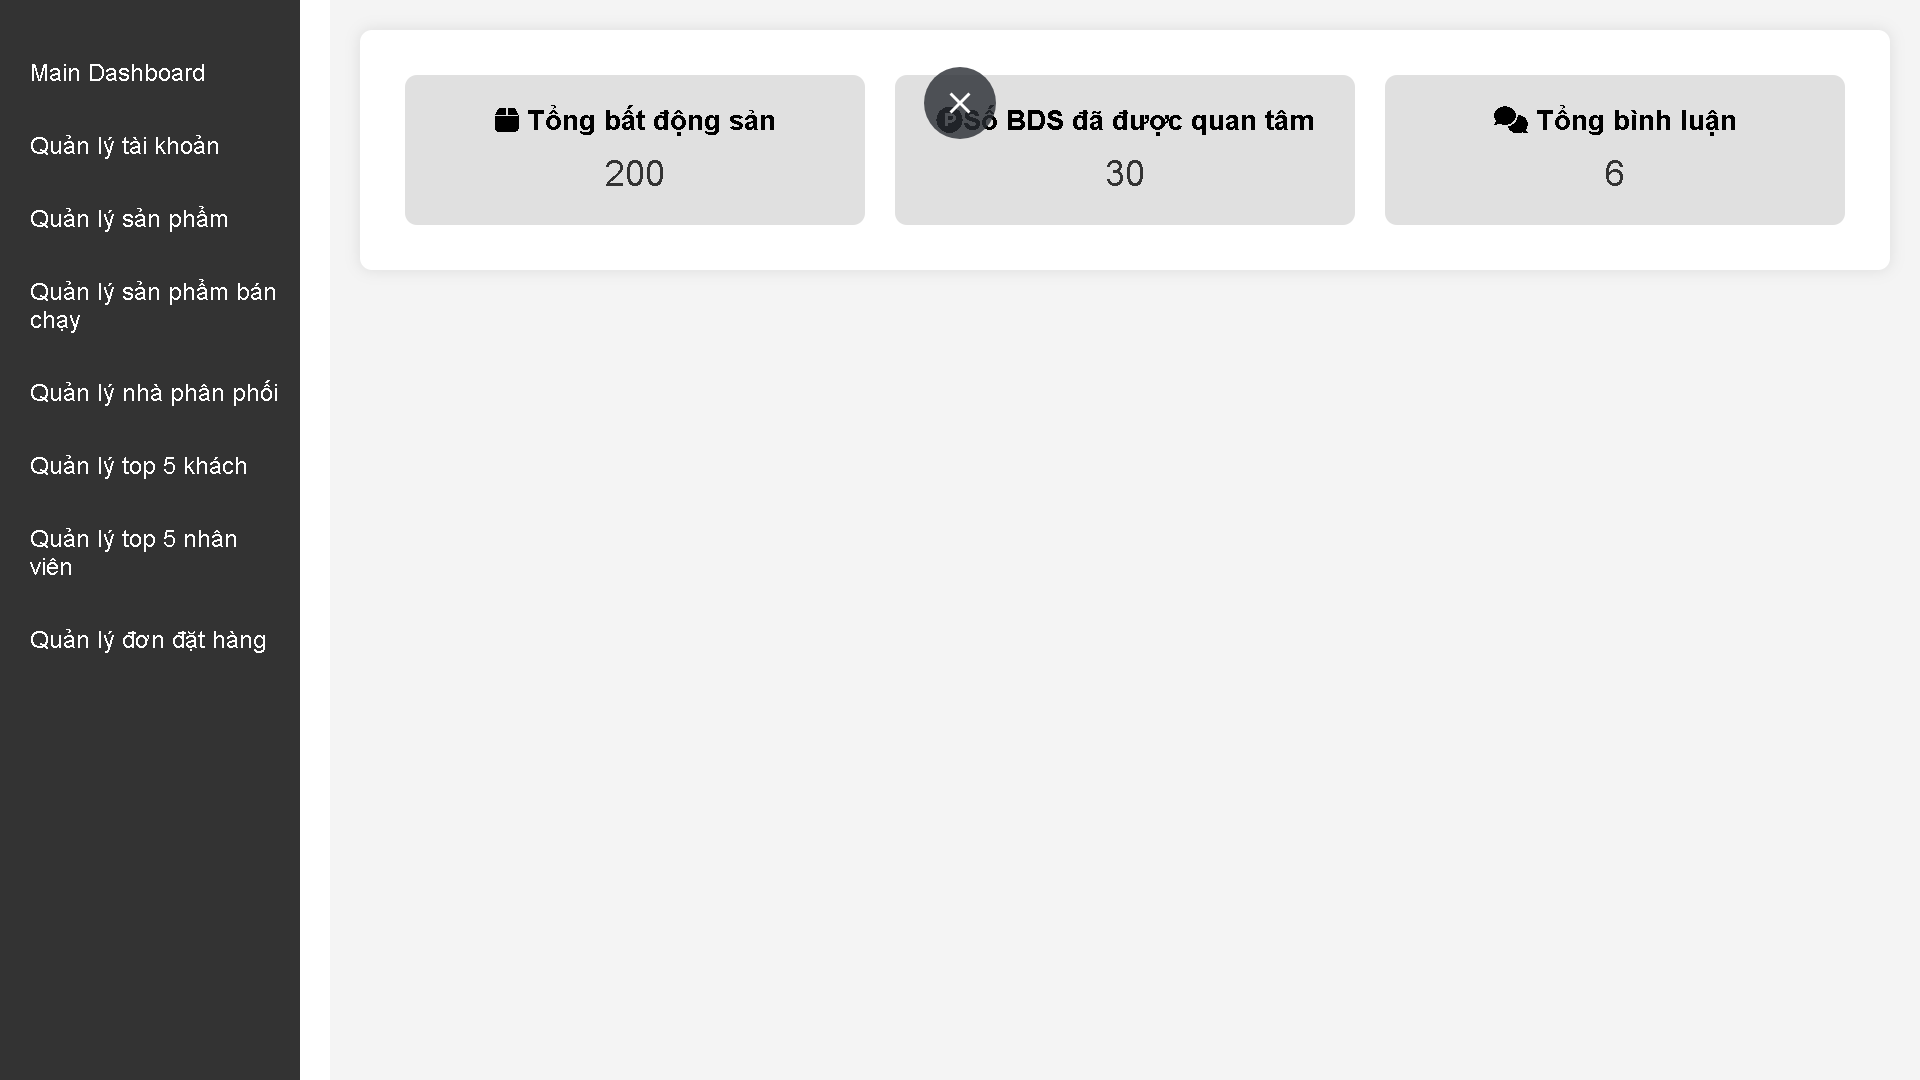 Main Dashboard
Quản lý tài khoản
Quản lý sản phẩm
Quản lý sản phẩm bán
chạy
Quản lý nhà phân phối
Quản lý top 5 khách
Quản lý top 5 nhân
viên
Quản lý đơn đặt hàng
Tổng bất động sản
200
Số BDS đã được quan tâm
30
Tổng bình luận
6